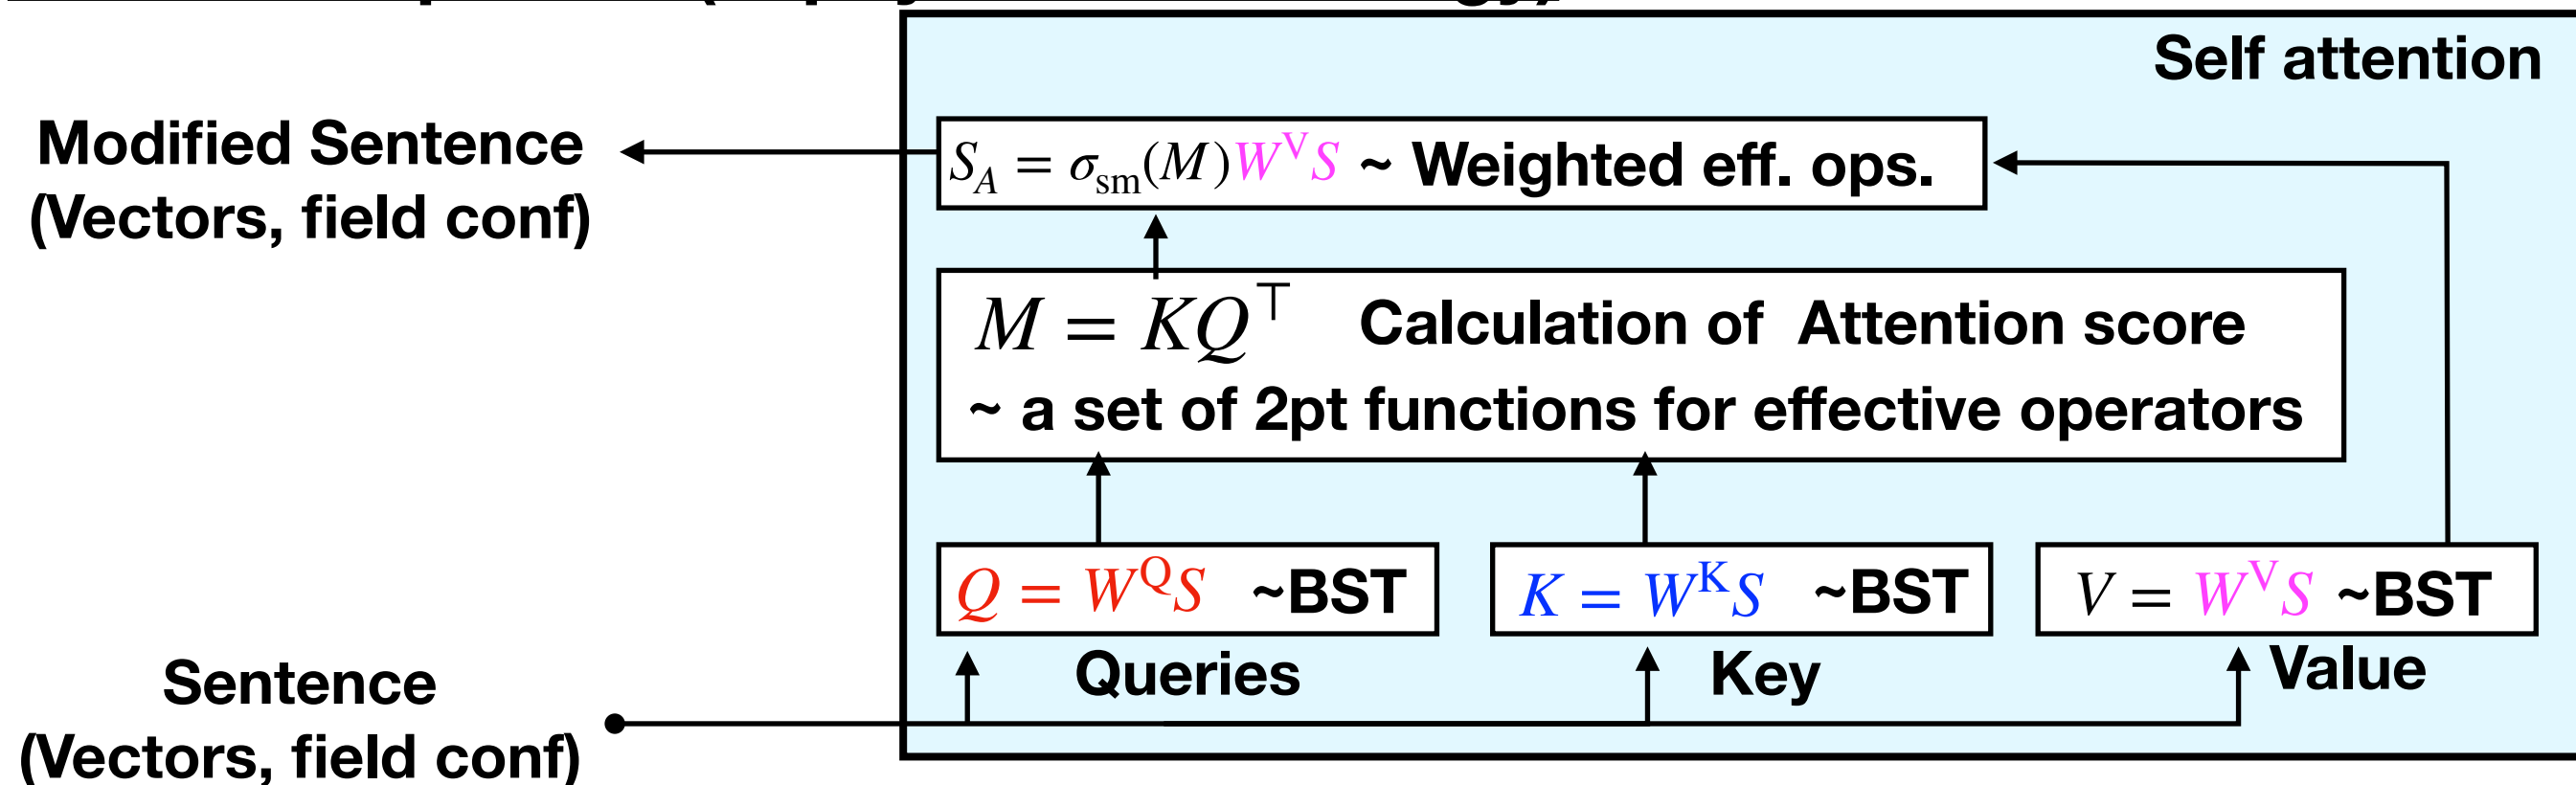 Self attention
Modified Sentence
(Vectors, field conf)
S_A = σ_sm(M)W^V S ~ Weighted eff. ops.
M = KQ^⊤ Calculation of Attention score
~ a set of 2pt functions for effective operators
Q = W^Q S ~BST
K = W^K S ~BST
V = W^V S ~BST
Queries
Key
Value
Sentence
(Vectors, field conf)